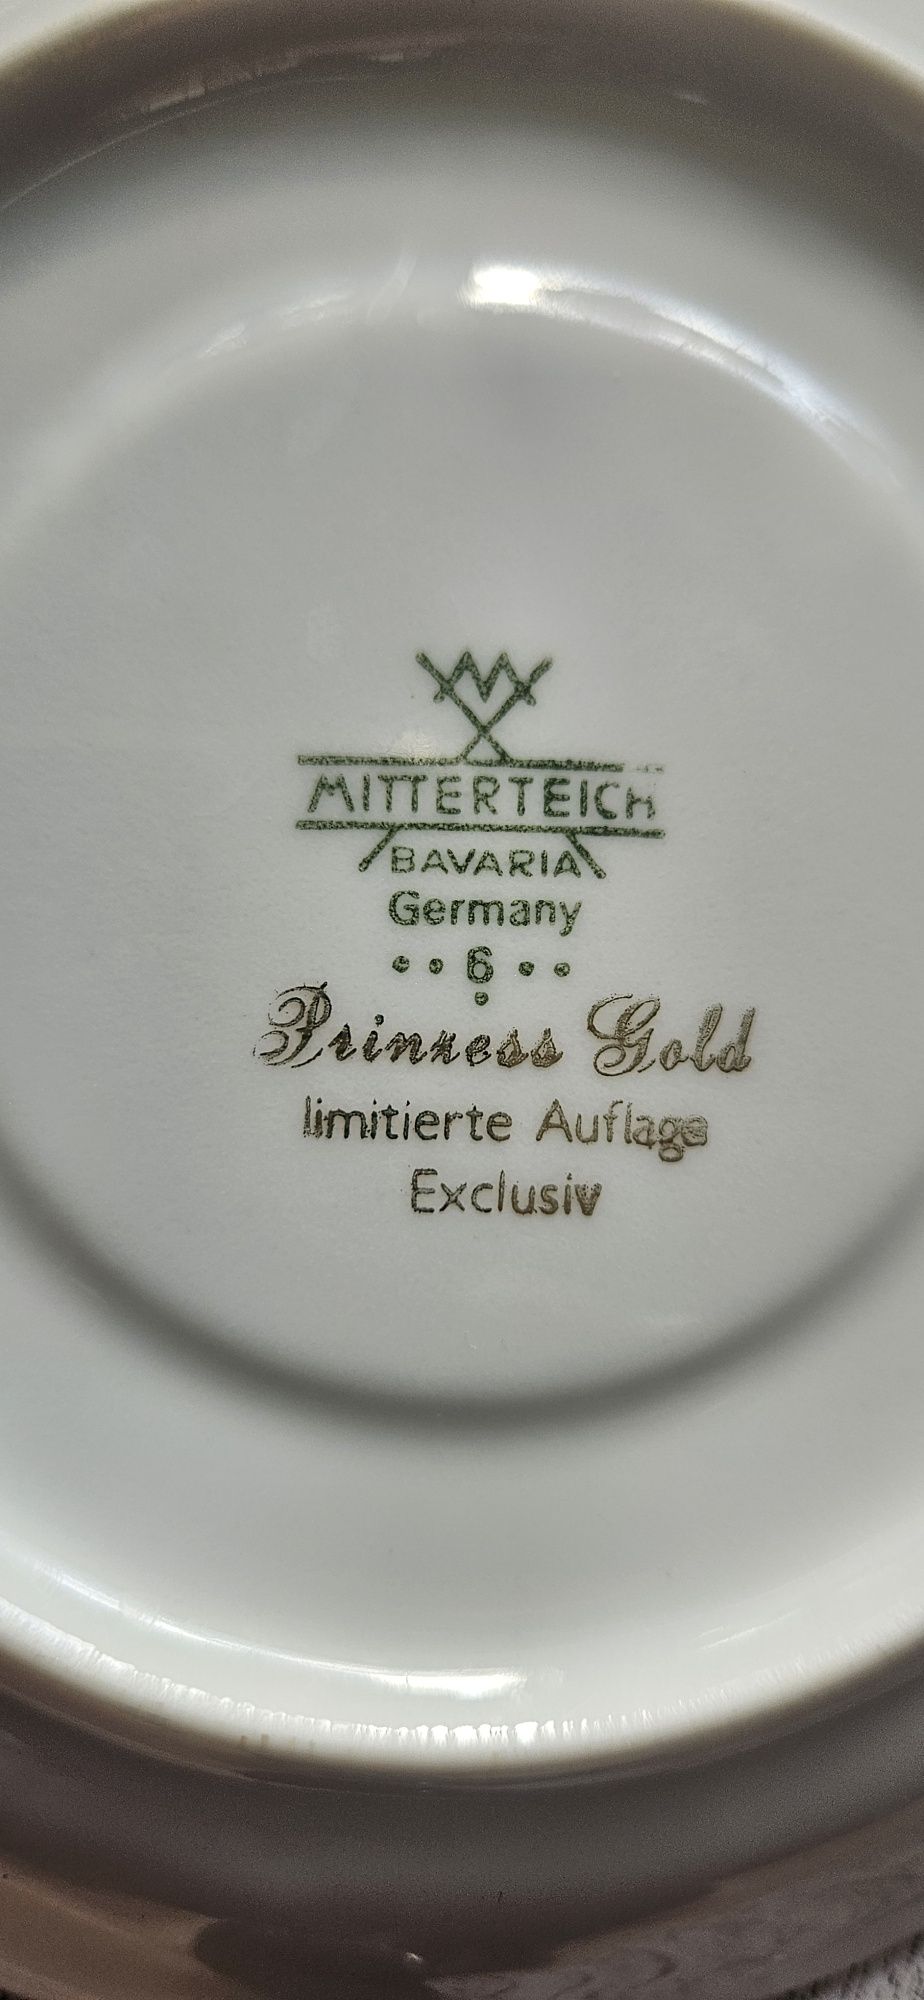 MITTERTEICH
BAVARIA
Germany
•• 6 ••
Prinzess Gold
limitierte Auflage
Exclusiv